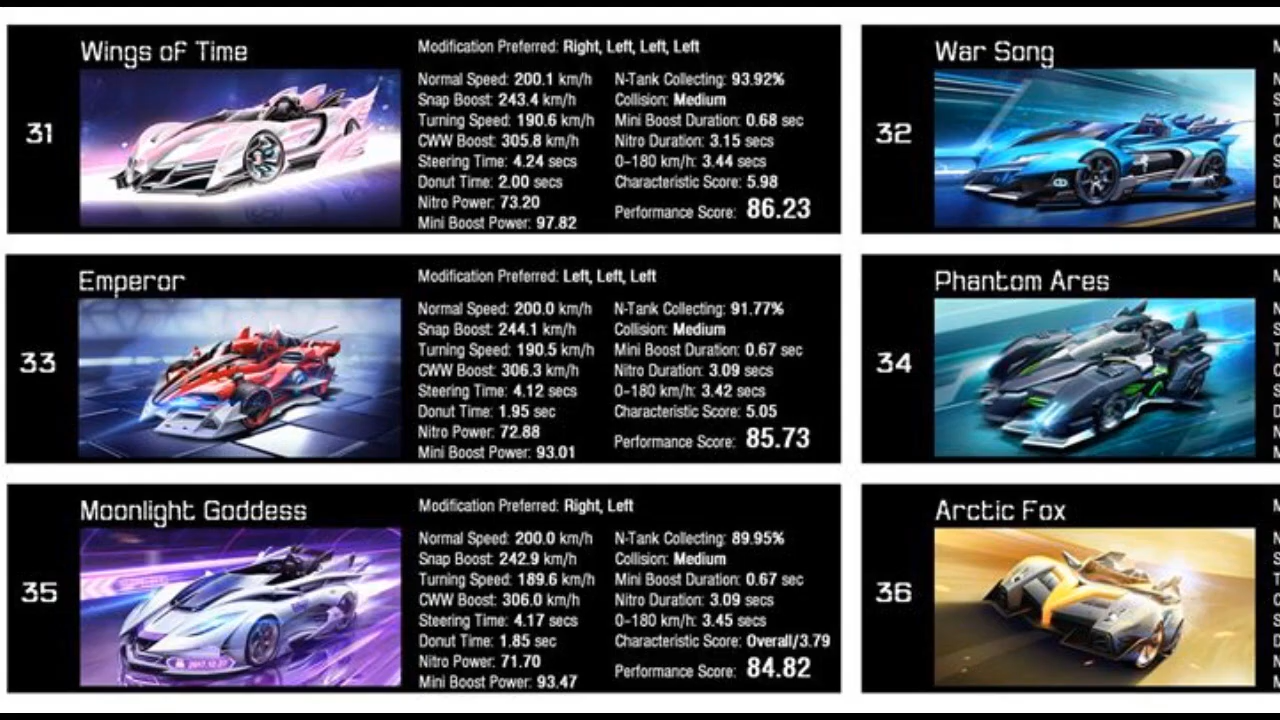 31
Wings of Time
Modification Preferred: Right, Left, Left, Left
Normal Speed: 200.1 km/h
Snap Boost: 243.4 km/h
Turning Speed: 190.6 km/h
CWW Boost: 305.8 km/h
Steering Time: 4.24 secs
Donut Time: 2.00 secs
Nitro Power: 73.20
Mini Boost Power: 97.82
N-Tank Collecting: 93.92%
Collision: Medium
Mini Boost Duration: 0.68 sec
Nitro Duration: 3.15 secs
0-180 km/h: 3.44 secs
Characteristic Score: 5.98
Performance Score: 86.23
32
War Song
33
Emperor
Modification Preferred: Left, Left, Left
Normal Speed: 200.0 km/h
Snap Boost: 244.1 km/h
Turning Speed: 190.5 km/h
CWW Boost: 306.3 km/h
Steering Time: 4.12 secs
Donut Time: 1.95 sec
Nitro Power: 72.88
Mini Boost Power: 93.01
N-Tank Collecting: 91.77%
Collision: Medium
Mini Boost Duration: 0.67 sec
Nitro Duration: 3.09 secs
0-180 km/h: 3.42 secs
Characteristic Score: 5.05
Performance Score: 85.73
34
Phantom Ares
35
Moonlight Goddess
2017.12.27
Modification Preferred: Right, Left
Normal Speed: 200.0 km/h
Snap Boost: 242.9 km/h
Turning Speed: 189.6 km/h
CWW Boost: 306.0 km/h
Steering Time: 4.17 secs
Donut Time: 1.85 sec
Nitro Power: 71.70
Mini Boost Power: 93.47
N-Tank Collecting: 89.95%
Collision: Medium
Mini Boost Duration: 0.67 sec
Nitro Duration: 3.09 secs
0-180 km/h: 3.45 secs
Characteristic Score: Overall/3.79
Performance Score: 84.82
36
Arctic Fox